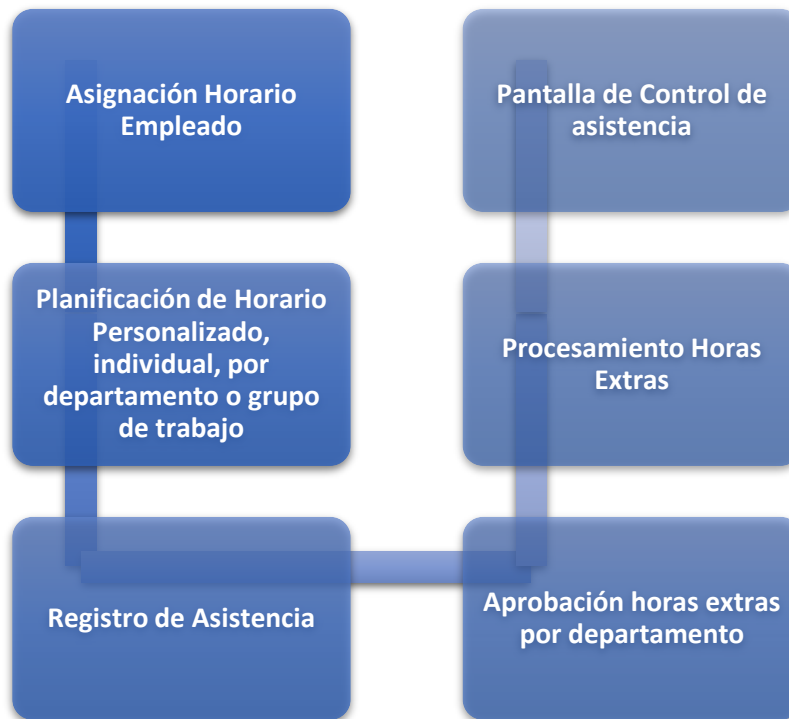 Asignación Horario
Empleado
Planificación de Horario
Personalizado,
individual, por
departamento o grupo
de trabajo
Registro de Asistencia
Aprobación horas extras
por departamento
Procesamiento Horas
Extras
Pantalla de Control de
asistencia